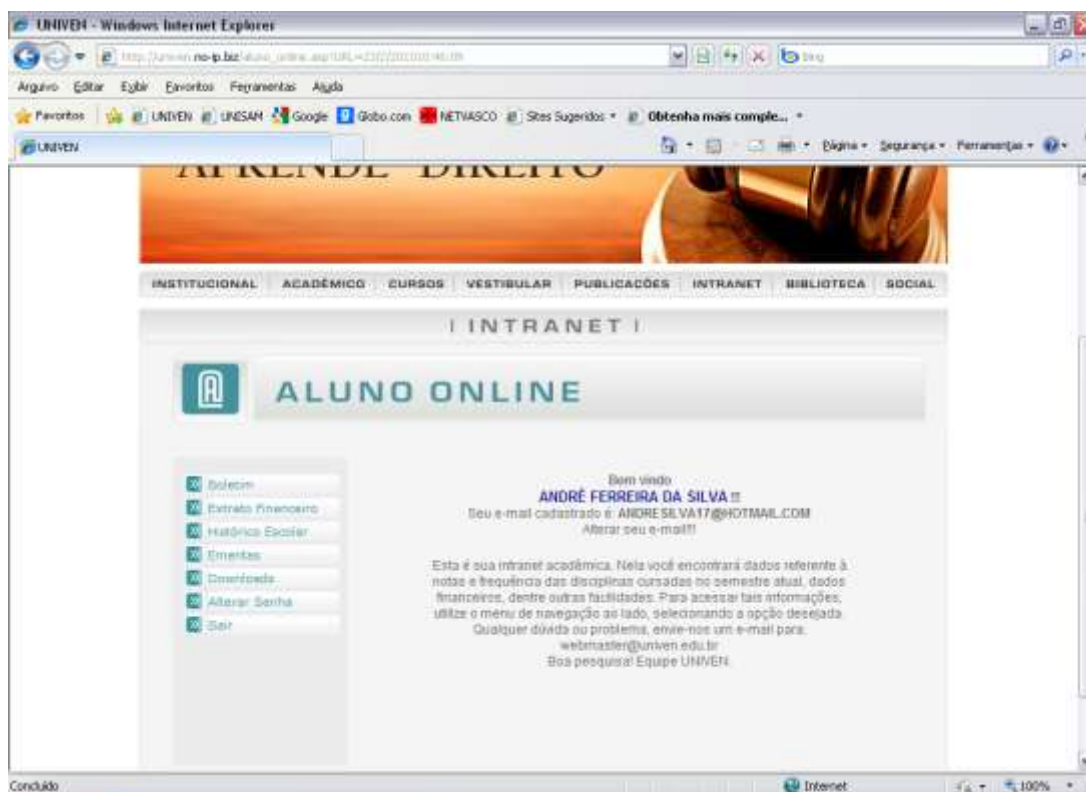 UNIVEN - Windows Internet Explorer
bing
Arquivo Editar Exibir Favoritos Ferramentas Ajuda
Favoritos UNIVEN UNESAM Google Globo.com NETVASCO Sites Sugeridos Obtenha mais comple...
UNIVEN Página Segurança Ferramentas
APRENDE DIREITO
INSTITUCIONAL ACADÊMICO CURSOS VESTIBULAR PUBLICAÇÕES INTRANET BIBLIOTECA SOCIAL
| INTRANET |
ALUNO ONLINE
Boletim
Extrato Financeiro
Histórico Escolar
Ementas
Downloads
Alterar Senha
Sair
Bem vindo
ANDRÉ FERREIRA DA SILVA !!!
Seu e-mail cadastrado é: ANDRESILVA17@HOTMAIL.COM
Alterar seu e-mail!!!
Esta é sua intranet acadêmica. Nela você encontrará dados referente à
notas e frequência das disciplinas cursadas no semestre atual, dados
financeiros, dentre outras facilidades. Para acessar tais informações,
utilize o menu de navegação ao lado, selecionando a opção desejada.
Qualquer dúvida ou problema, envie-nos um e-mail para:
webmaster@univen.edu.br
Boa pesquisa! Equipe UNIVEN.
Concluído Internet 100%